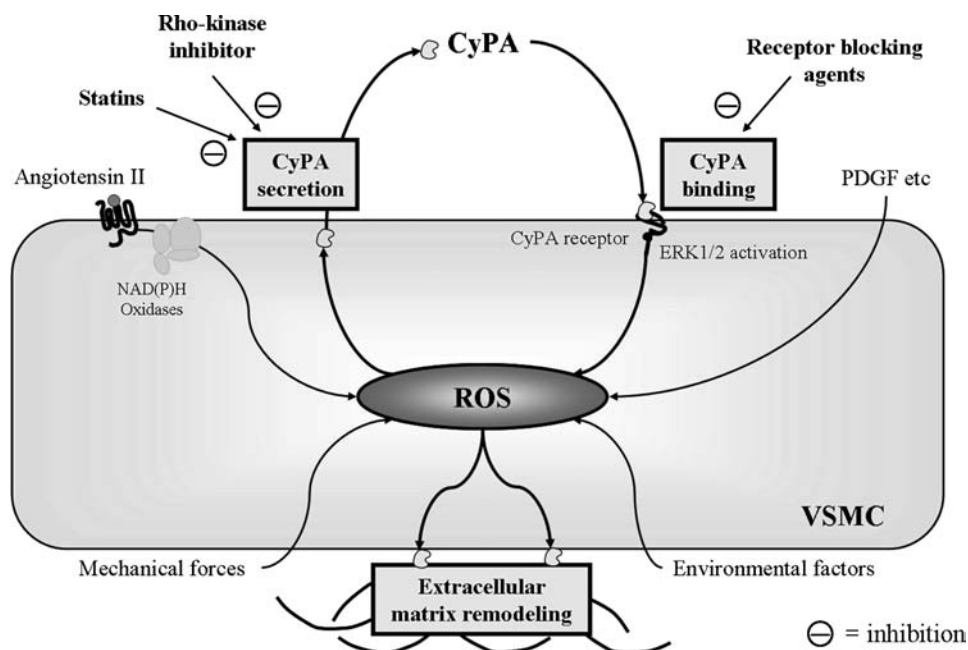 Rho-kinase
inhibitor
CyPA
Receptor blocking
agents
Statins
CyPA
secretion
CyPA
binding
Angiotensin II
PDGF etc
CyPA receptor
ERK1/2 activation
NAD(P)H
Oxidases
ROS
VSMC
Mechanical forces
Environmental factors
Extracellular
matrix remodeling
= inhibition